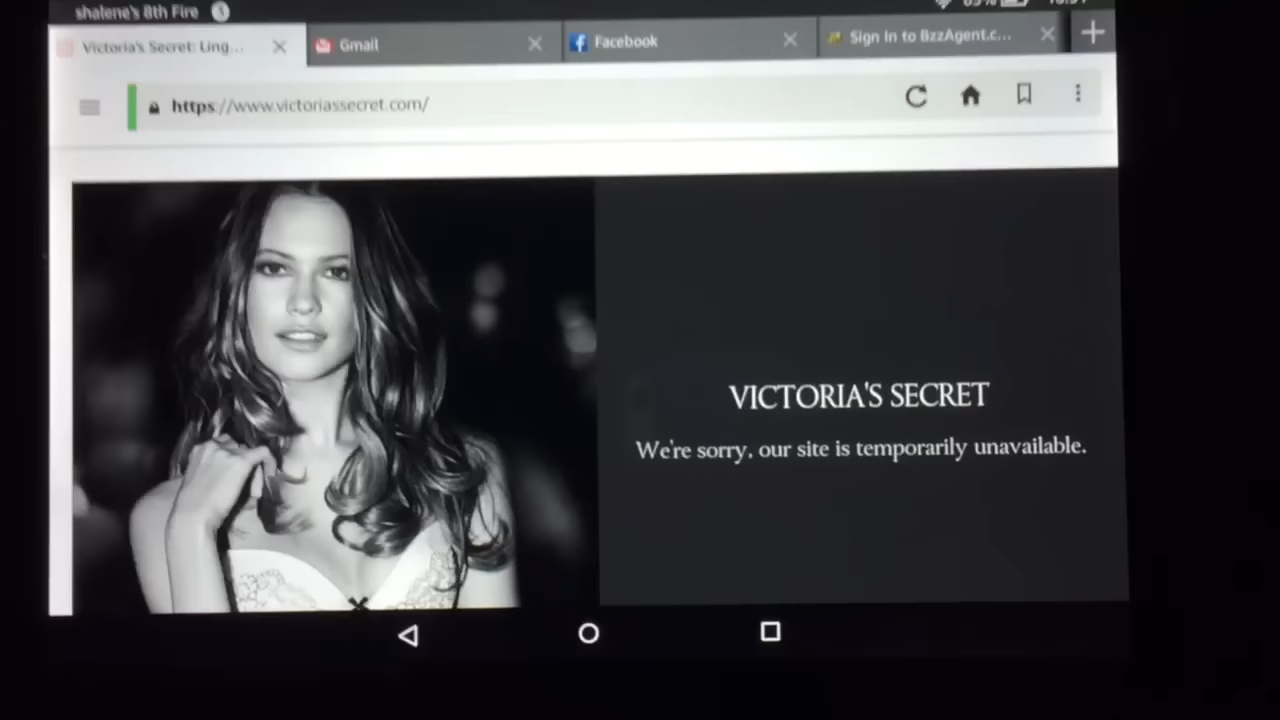 shalene's 8th Fire
Victoria's Secret: Ling...
Gmail
Facebook
Sign In to BzzAgent.c...
https://www.victoriassecret.com/
VICTORIA'S SECRET
We're sorry, our site is temporarily unavailable.